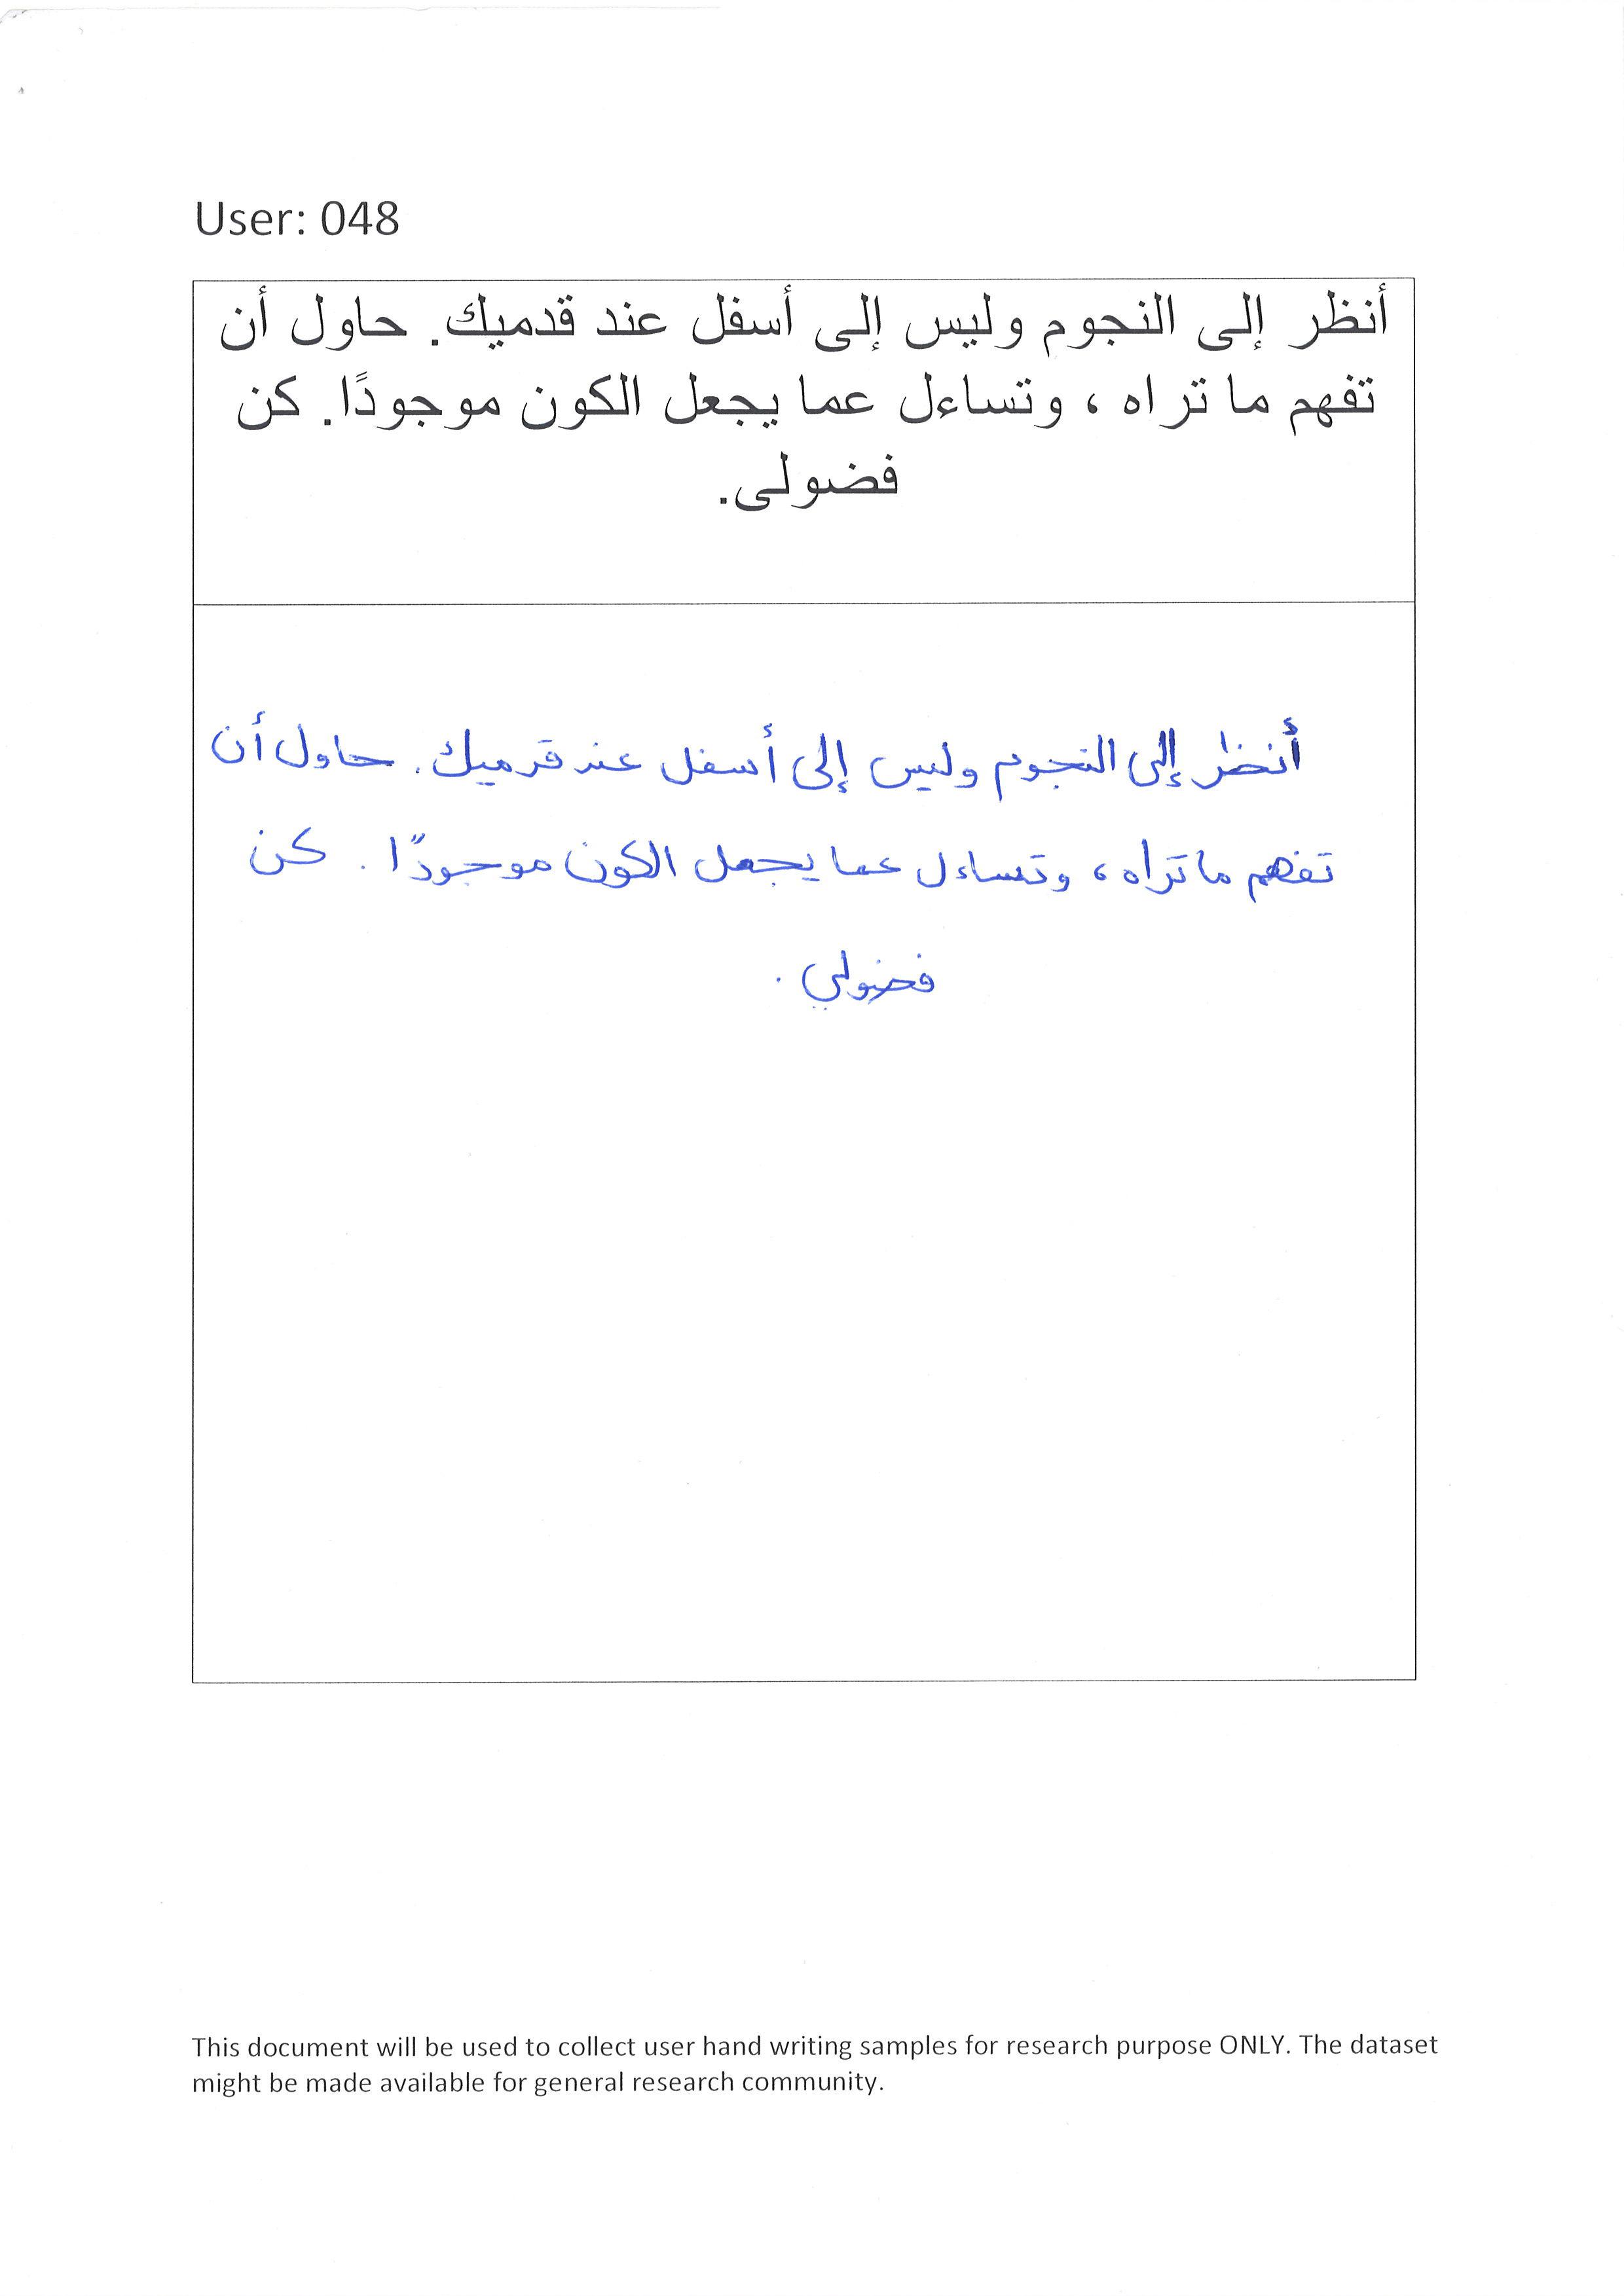 User: 048
أنظر إلى النجوم وليس إلى أسفل عند قدميك. حاول أن
تفهم ما تراه ، وتساءل عما يجعل الكون موجودًا. كن
فضولى.
أنظر إلى النجوم وليس إلى أسفل عند قدميك. حاول أن
تفهم ما تراه ، وتساءل عما يجعل الكون موجودًا . كن
فضولي .
This document will be used to collect user hand writing samples for research purpose ONLY. The dataset
might be made available for general research community.